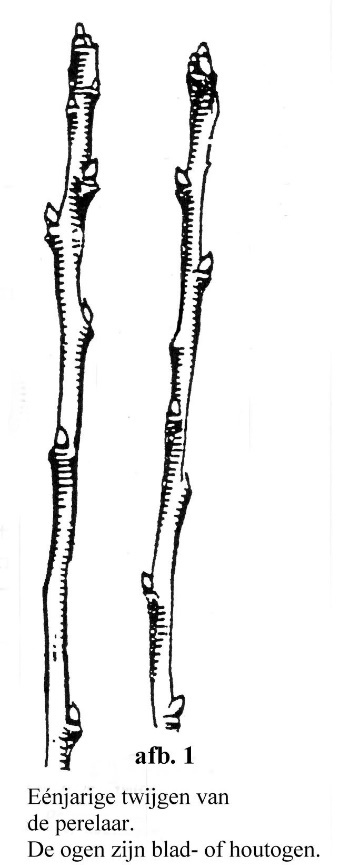 afb. 1
Eénjarige twijgen van
de perelaar.
De ogen zijn blad- of houtogen.